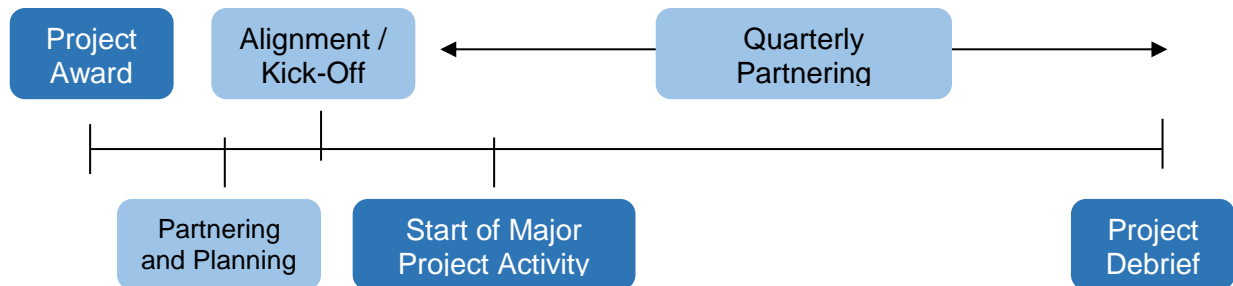 Project
Award
Alignment /
Kick-Off
Quarterly
Partnering
Partnering
and Planning
Start of Major
Project Activity
Project
Debrief